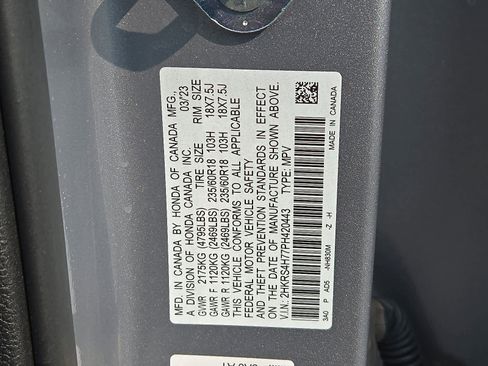 MFD. IN CANADA BY HONDA OF CANADA MFG.,
A DIVISION OF HONDA CANADA INC. 03/23
TIRE SIZE RIM SIZE
GVWR 2175KG (4795LBS)
GAWR F 1120KG (2469LBS) 235/60R18 103H 18X7.5J
GAWR R 1120KG (2469LBS) 235/60R18 103H 18X7.5J
THIS VEHICLE CONFORMS TO ALL APPLICABLE
FEDERAL MOTOR VEHICLE SAFETY AND
THEFT PREVENTION STANDARDS IN EFFECT
ON THE DATE OF MANUFACTURE SHOWN ABOVE.
V.I.N: 2HKRS4H77PH420443 TYPE: MPV
3A0 P AD5 -NH830M -Z -H
MADE IN CANADA